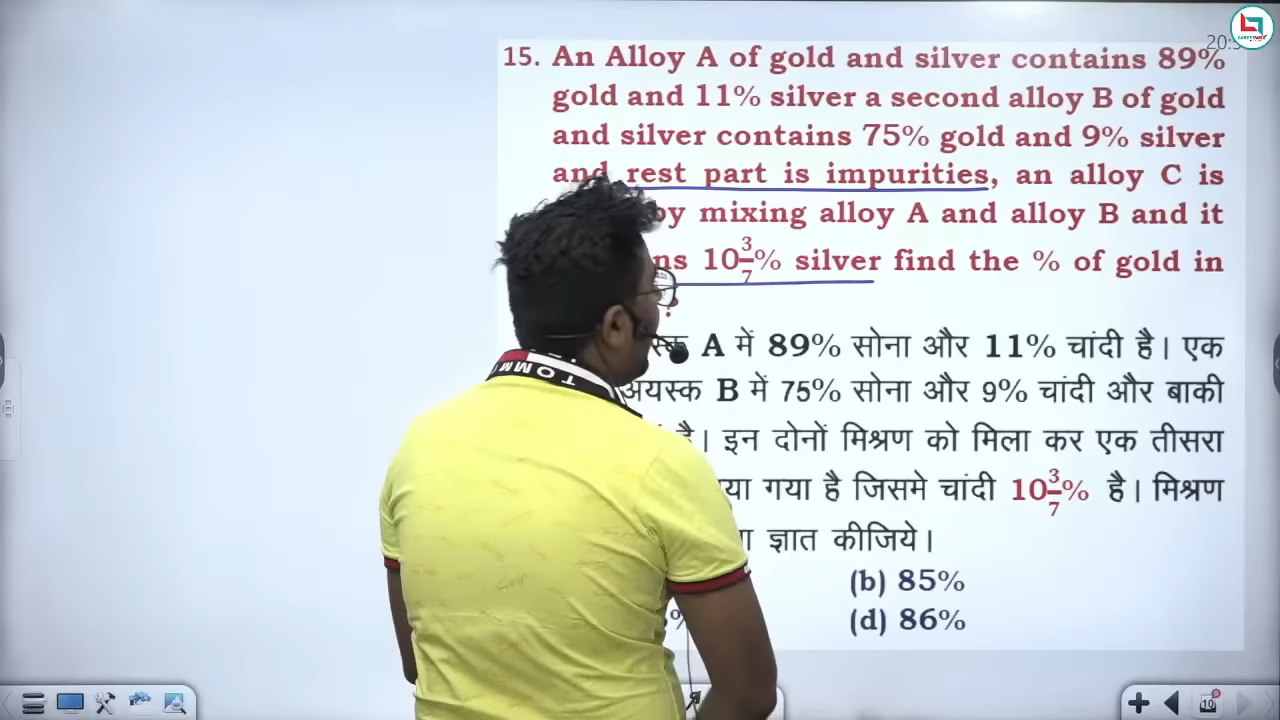 15. An Alloy A of gold and silver contains 89%
gold and 11% silver a second alloy B of gold
and silver contains 75% gold and 9% silver
and rest part is impurities, an alloy C is
by mixing alloy A and alloy B and it
10 3/7% silver find the % of gold in
?
A में 89% सोना और 11% चांदी है। एक
अयस्क B में 75% सोना और 9% चांदी और बाकी
है। इन दोनों मिश्रण को मिला कर एक तीसरा
गया है जिसमे चांदी 10 3/7% है। मिश्रण
ज्ञात कीजिये।
(b) 85%
(d) 86%
TOMM
10